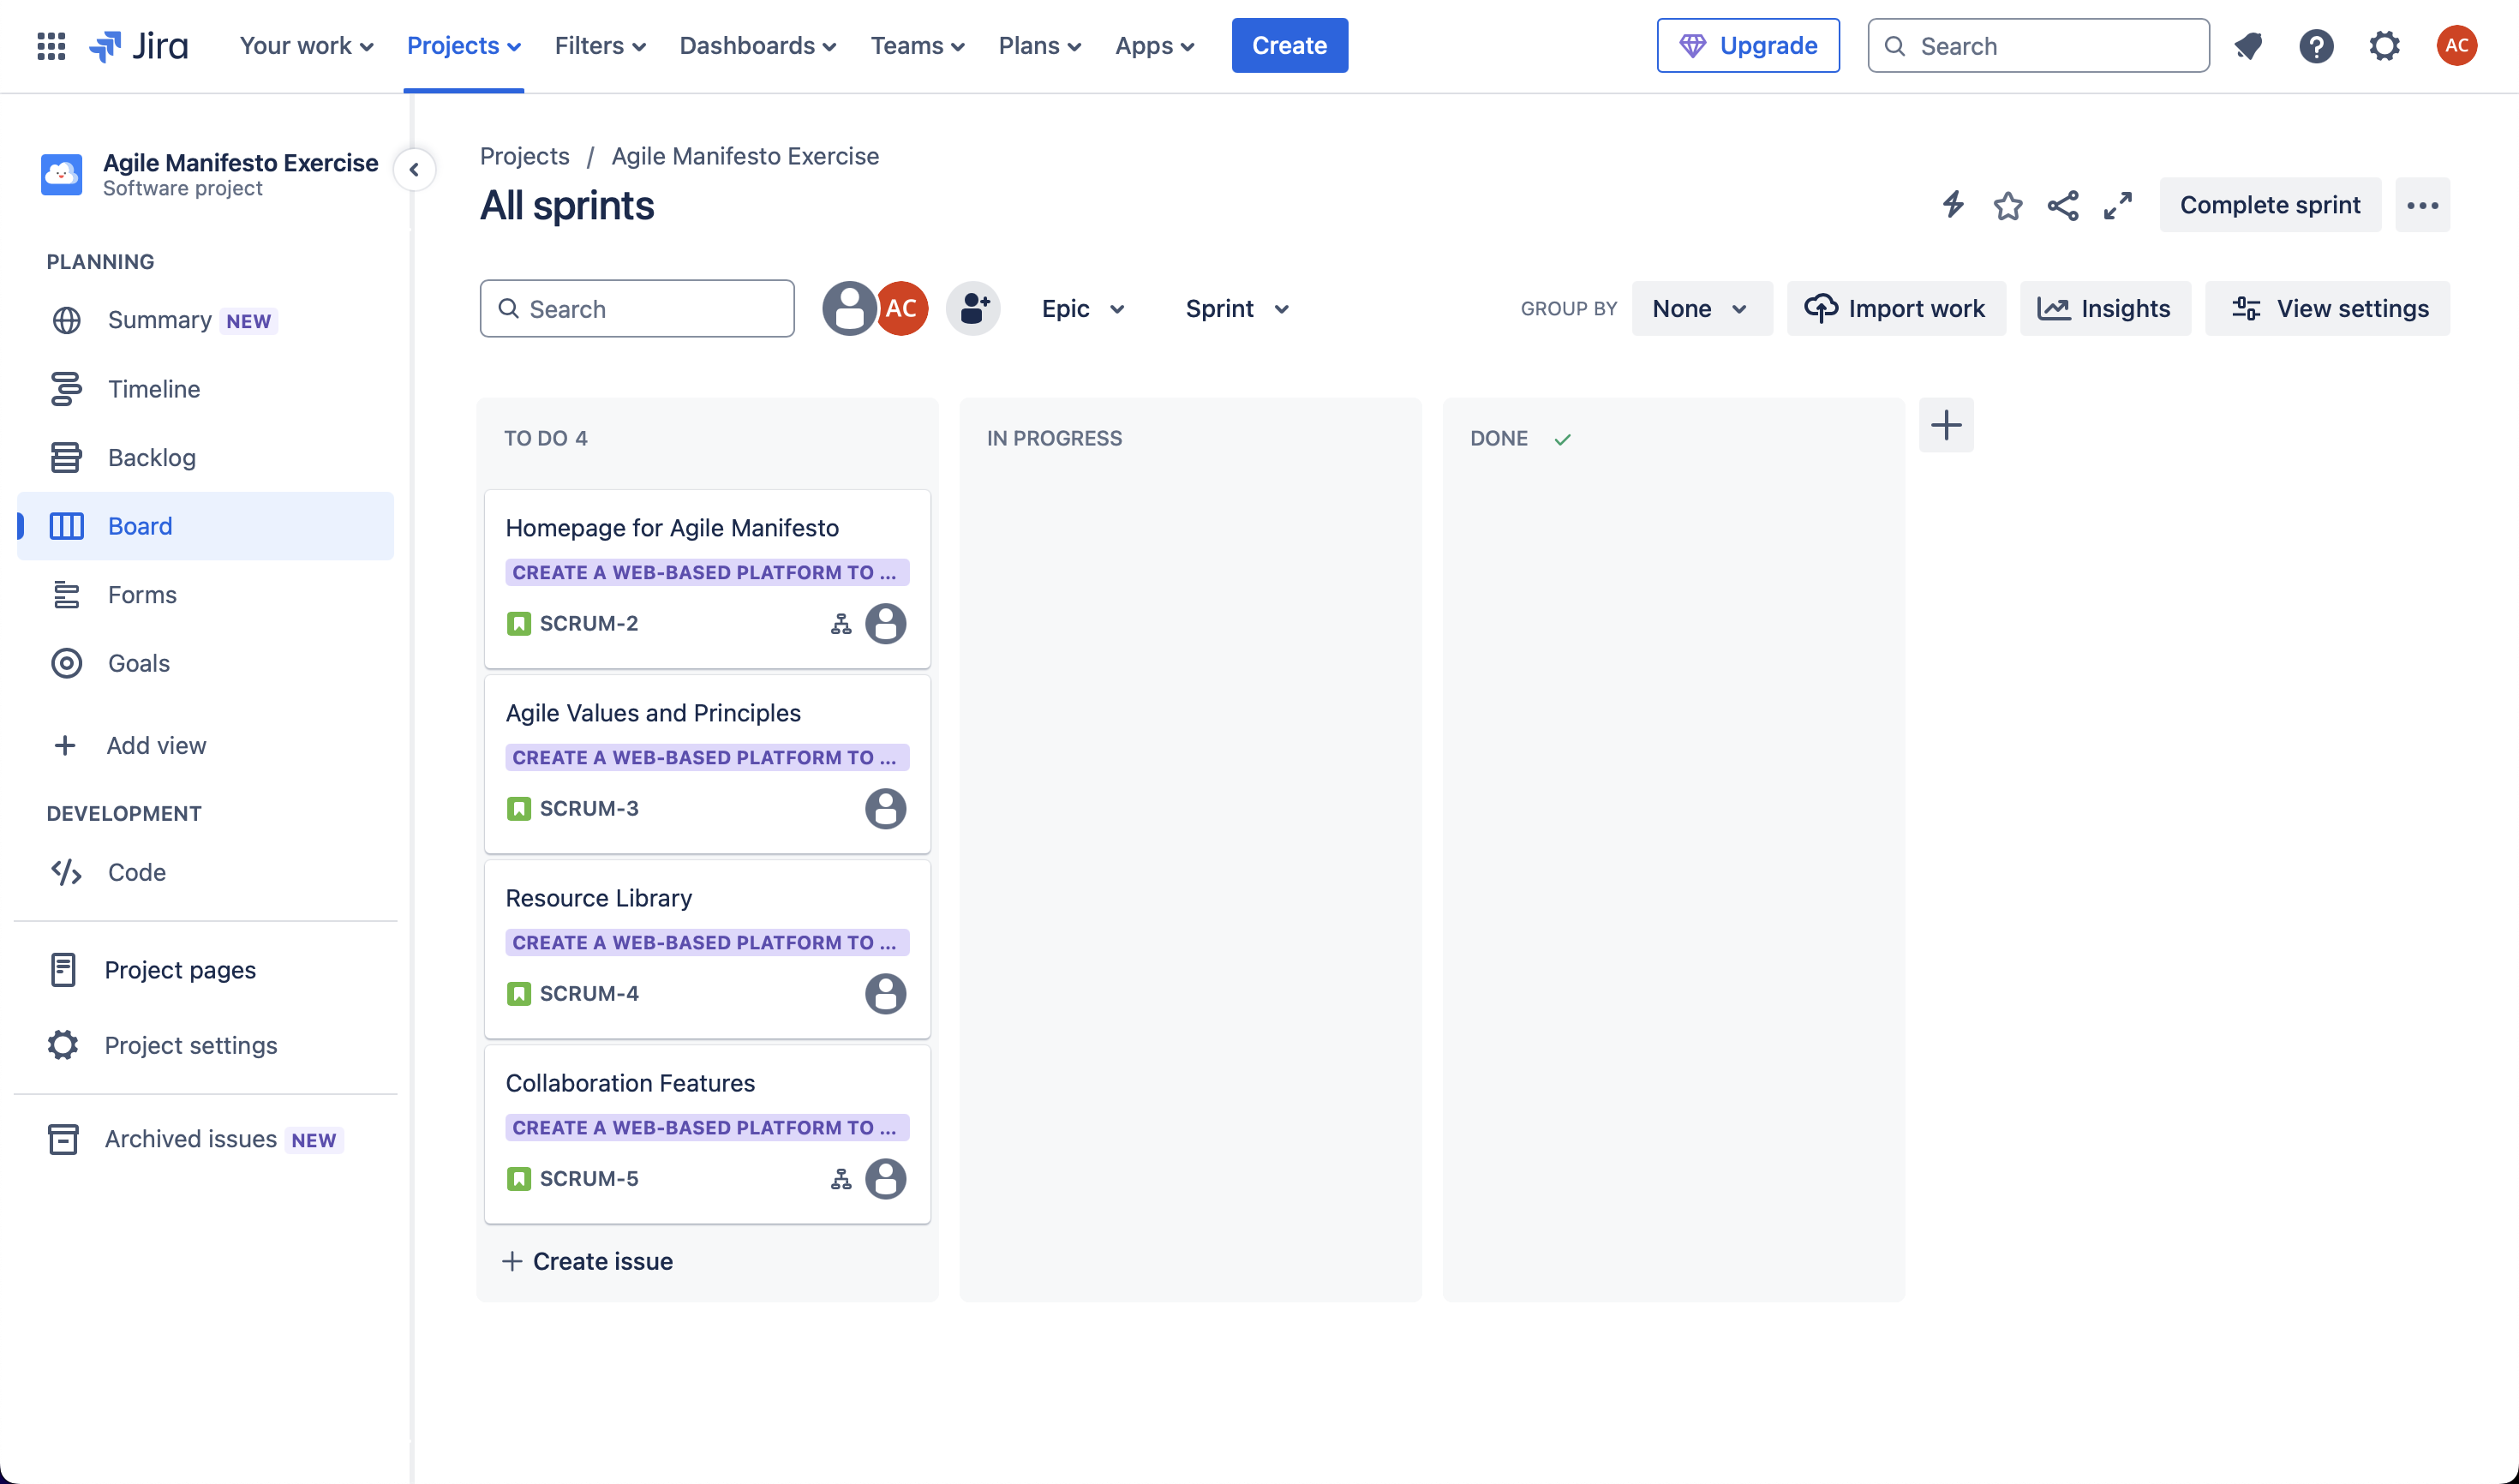 Jira
Your work
Projects
Filters
Dashboards
Teams
Plans
Apps
Create
Upgrade
Search
AC
Agile Manifesto Exercise
Software project
PLANNING
Summary NEW
Timeline
Backlog
Board
Forms
Goals
Add view
DEVELOPMENT
Code
Project pages
Project settings
Archived issues NEW
Projects / Agile Manifesto Exercise
All sprints
Complete sprint
Search
AC
Epic
Sprint
GROUP BY
None
Import work
Insights
View settings
TO DO 4
Homepage for Agile Manifesto
CREATE A WEB-BASED PLATFORM TO ...
SCRUM-2
Agile Values and Principles
CREATE A WEB-BASED PLATFORM TO ...
SCRUM-3
Resource Library
CREATE A WEB-BASED PLATFORM TO ...
SCRUM-4
Collaboration Features
CREATE A WEB-BASED PLATFORM TO ...
SCRUM-5
Create issue
IN PROGRESS
DONE